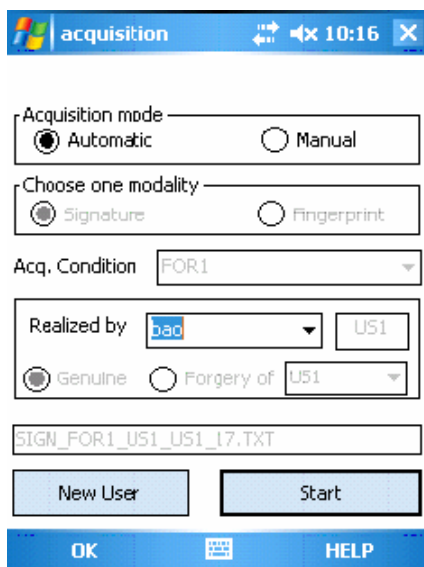 acquisition 10:16
Acquisition mode
Automatic Manual
Choose one modality
Signature Fingerprint
Acq. Condition FOR1
Realized by bao US1
Genuine Forgery of US1
SIGN_FOR1_US1_US1_17.TXT
New User Start
OK HELP